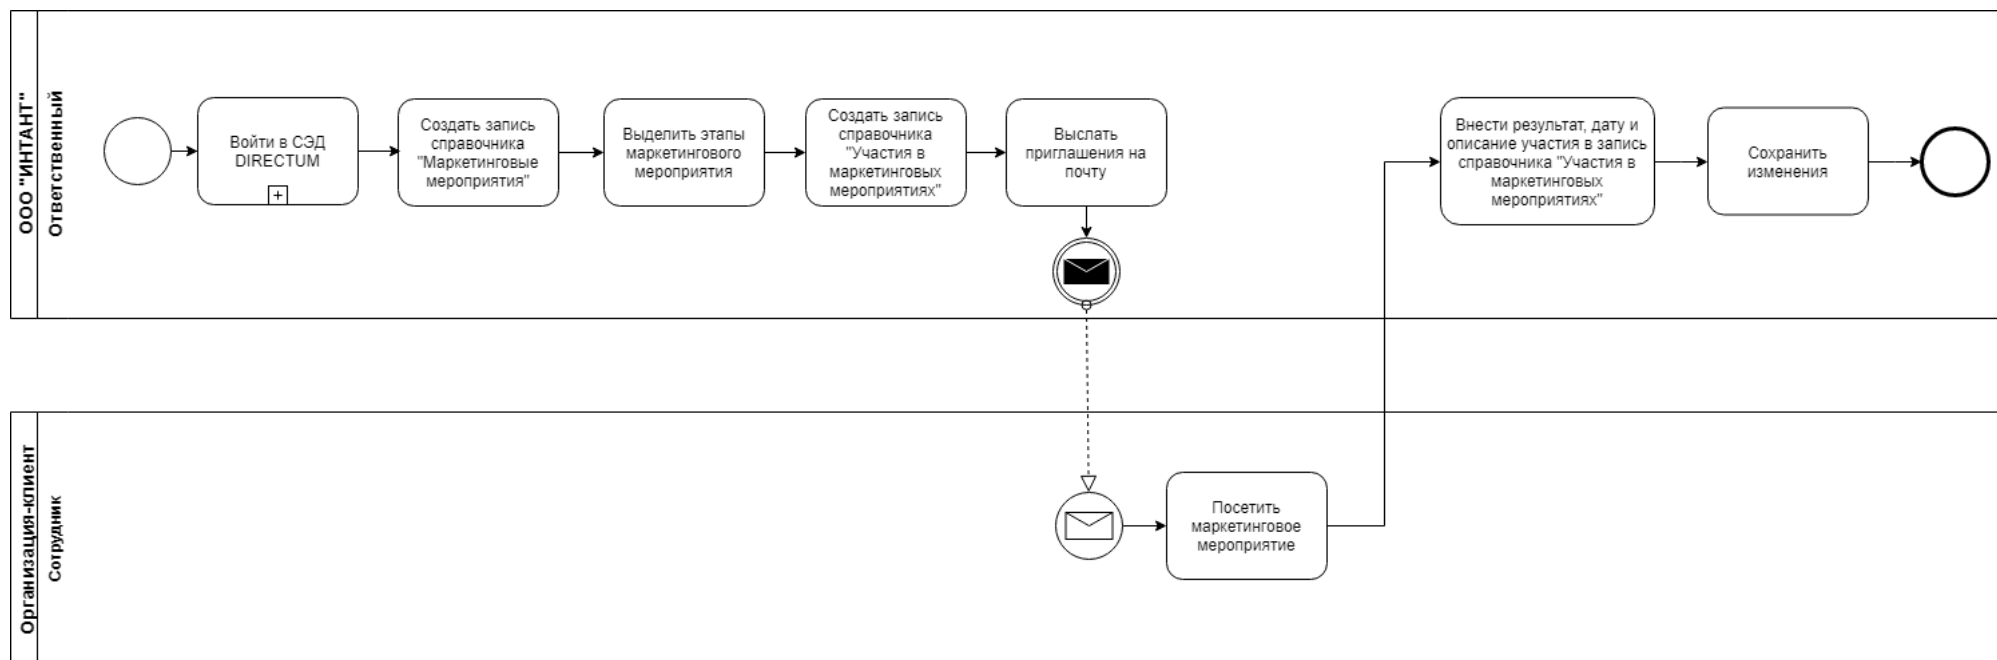 ООО "ИНТАНТ"
Ответственный
Войти в СЭД
DIRECTUM
Создать запись
справочника
"Маркетинговые
мероприятия"
Выделить этапы
маркетингового
мероприятия
Создать запись
справочника
"Участия в
маркетинговых
мероприятиях"
Выслать
приглашения на
почту
Внести результат, дату и
описание участия в запись
справочника "Участия в
маркетинговых
мероприятиях"
Сохранить
изменения
Организация-клиент
Сотрудник
Посетить
маркетинговое
мероприятие